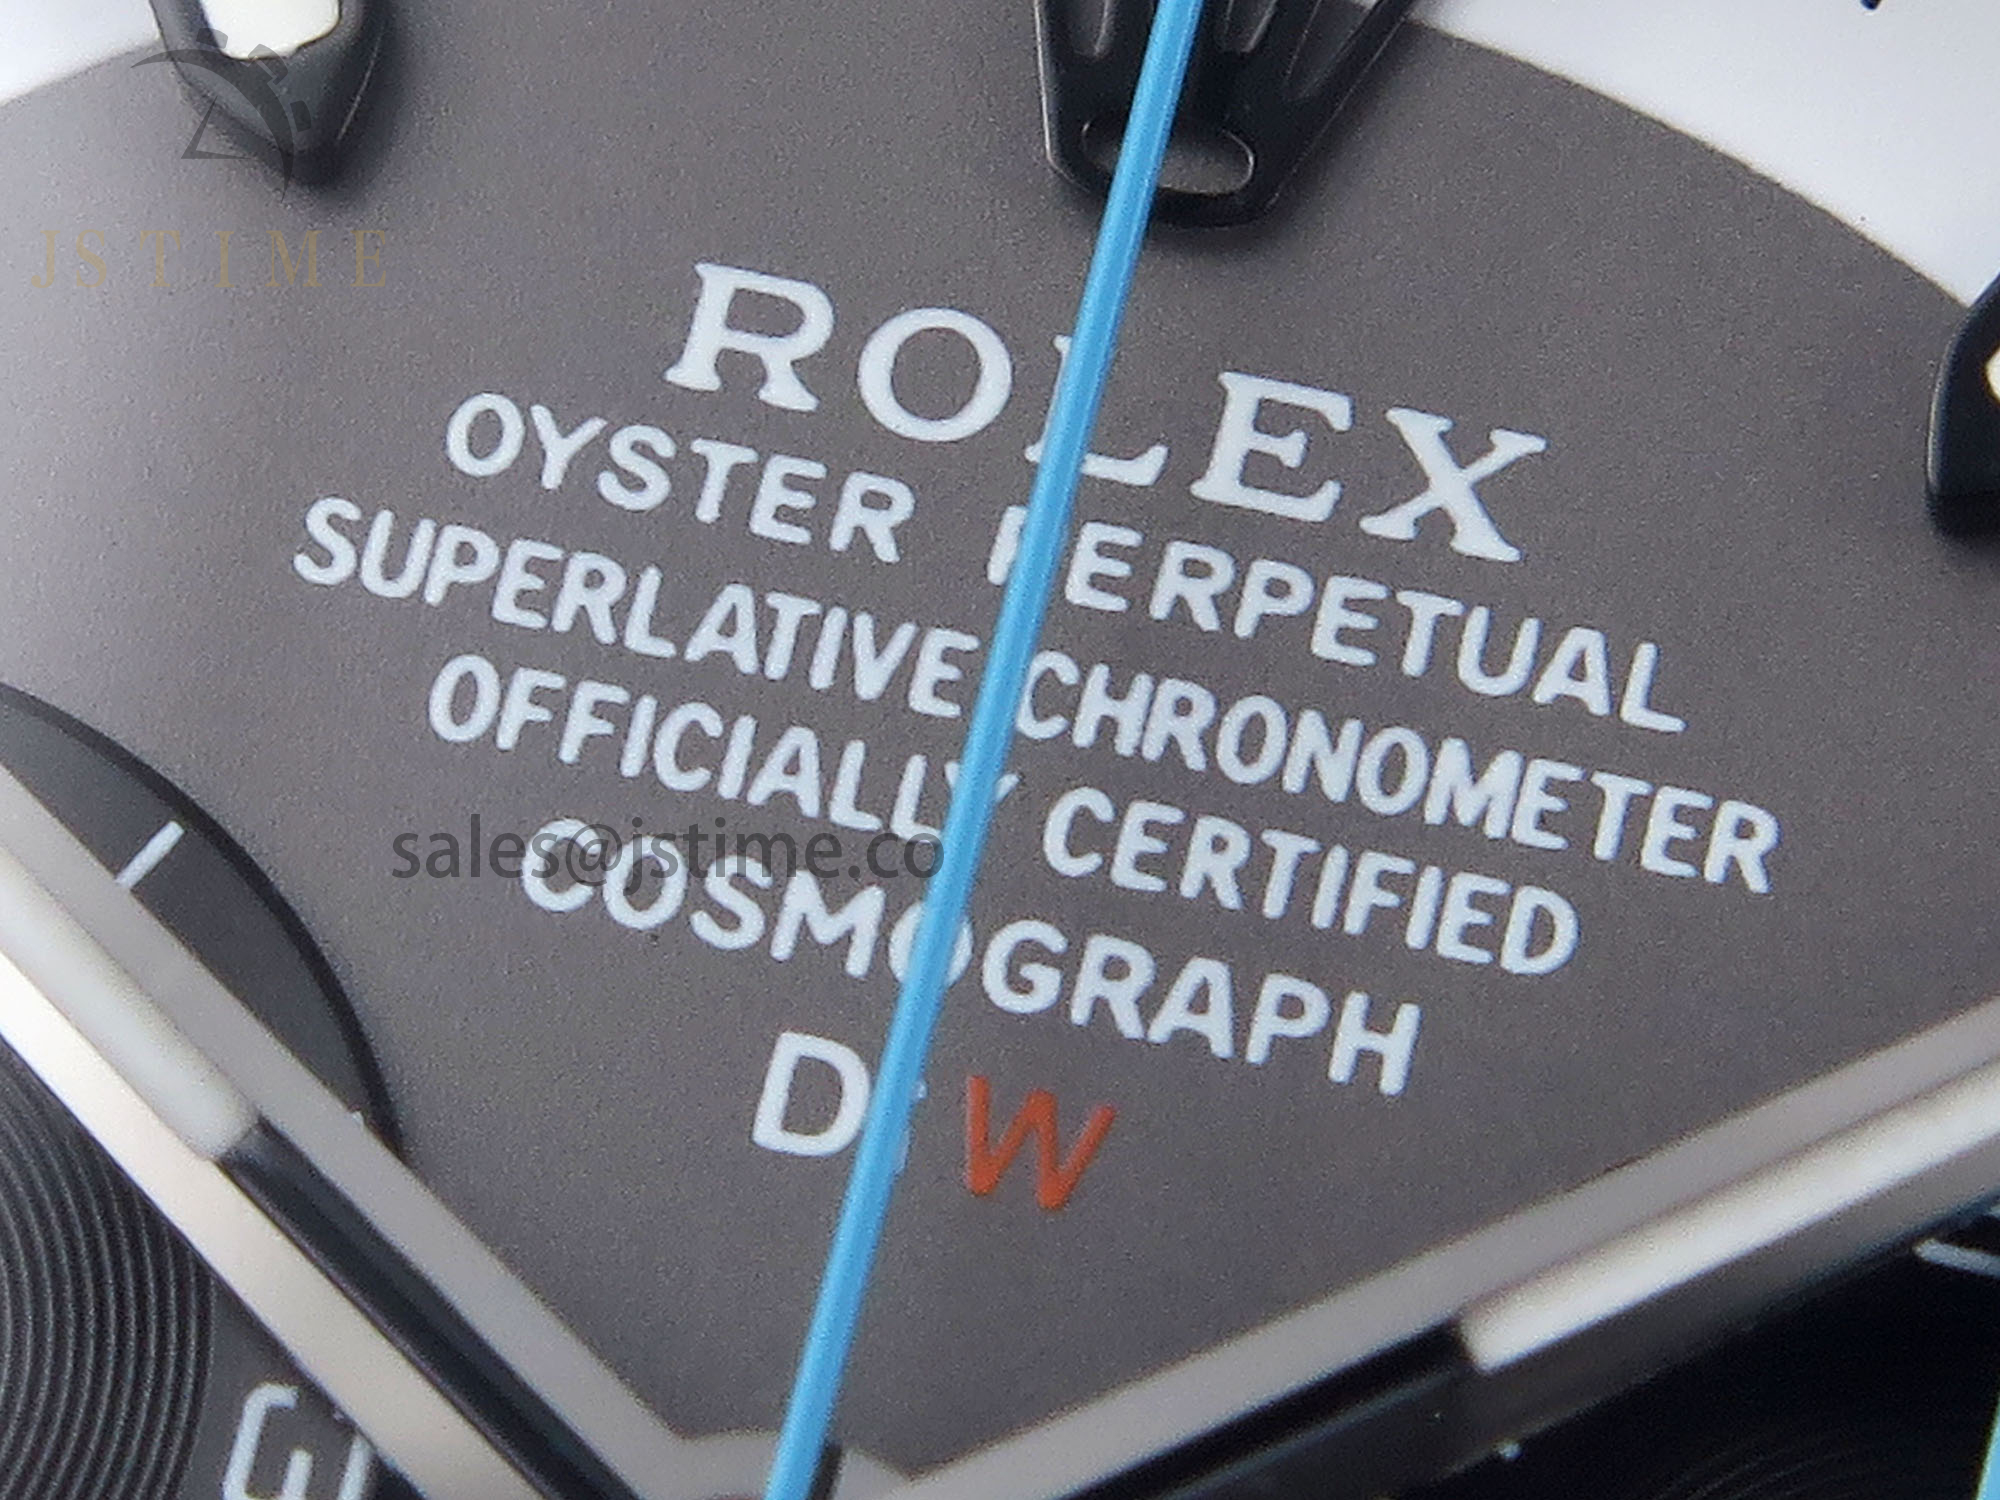 JSTIME
ROLEX
OYSTER PERPETUAL
SUPERLATIVE CHRONOMETER
OFFICIALLY CERTIFIED
sales@jstime.co
COSMOGRAPH
W